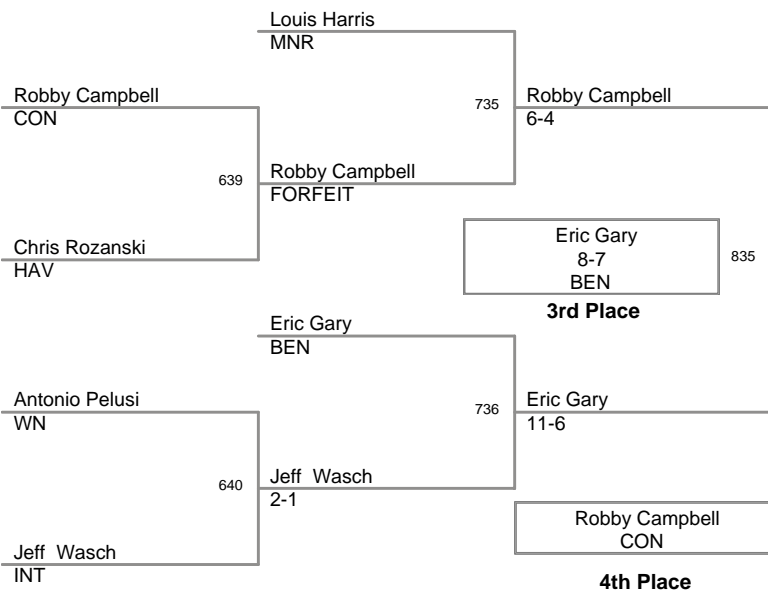 Louis Harris
MNR
Robby Campbell
CON
735
Robby Campbell
6-4
639
Robby Campbell
FORFEIT
Chris Rozanski
HAV
Eric Gary
8-7
BEN
835
3rd Place
Eric Gary
BEN
Antonio Pelusi
WN
736
Eric Gary
11-6
640
Jeff Wasch
2-1
Jeff Wasch
INT
Robby Campbell
CON
4th Place